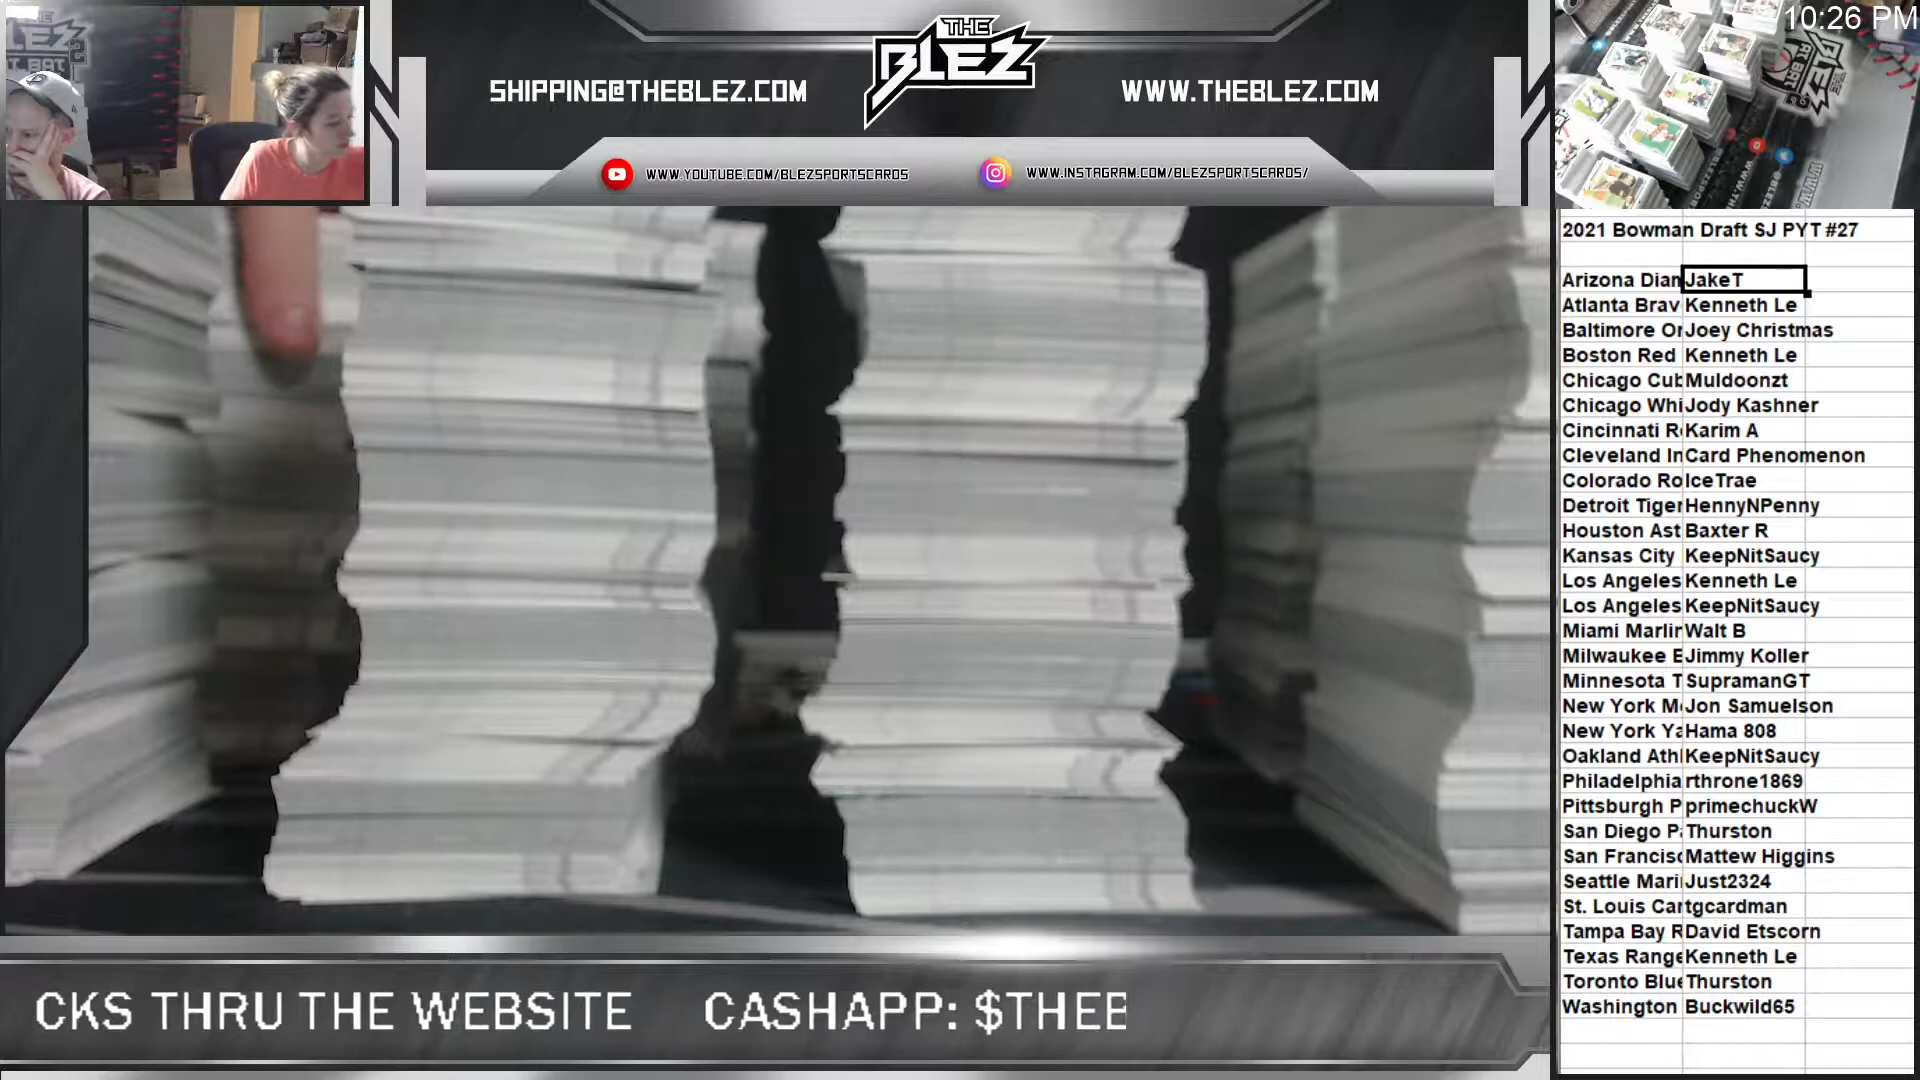 10:26 PM
THE
BLEZ
SHIPPING@THEBLEZ.COM
WWW.THEBLEZ.COM
WWW.YOUTUBE.COM/BLEZSPORTSCARDS
WWW.INSTAGRAM.COM/BLEZSPORTSCARDS/
2021 Bowman Draft SJ PYT #27
Arizona Dian JakeT
Atlanta Brav Kenneth Le
Baltimore Or Joey Christmas
Boston Red Kenneth Le
Chicago Cub Muldoonzt
Chicago Whi Jody Kashner
Cincinnati Re Karim A
Cleveland In Card Phenomenon
Colorado Ro IceTrae
Detroit Tiger HennyNPenny
Houston Ast Baxter R
Kansas City KeepNitSaucy
Los Angeles Kenneth Le
Los Angeles KeepNitSaucy
Miami Marlin Walt B
Milwaukee B Jimmy Koller
Minnesota T SupramanGT
New York Me Jon Samuelson
New York Ya Hama 808
Oakland Athl KeepNitSaucy
Philadelphia rthrone1869
Pittsburgh P primechuckW
San Diego Pa Thurston
San Francisc Mattew Higgins
Seattle Mari Just2324
St. Louis Car tgcardman
Tampa Bay R David Etscorn
Texas Range Kenneth Le
Toronto Blue Thurston
Washington Buckwild65
CKS THRU THE WEBSITE CASHAPP: $THEB